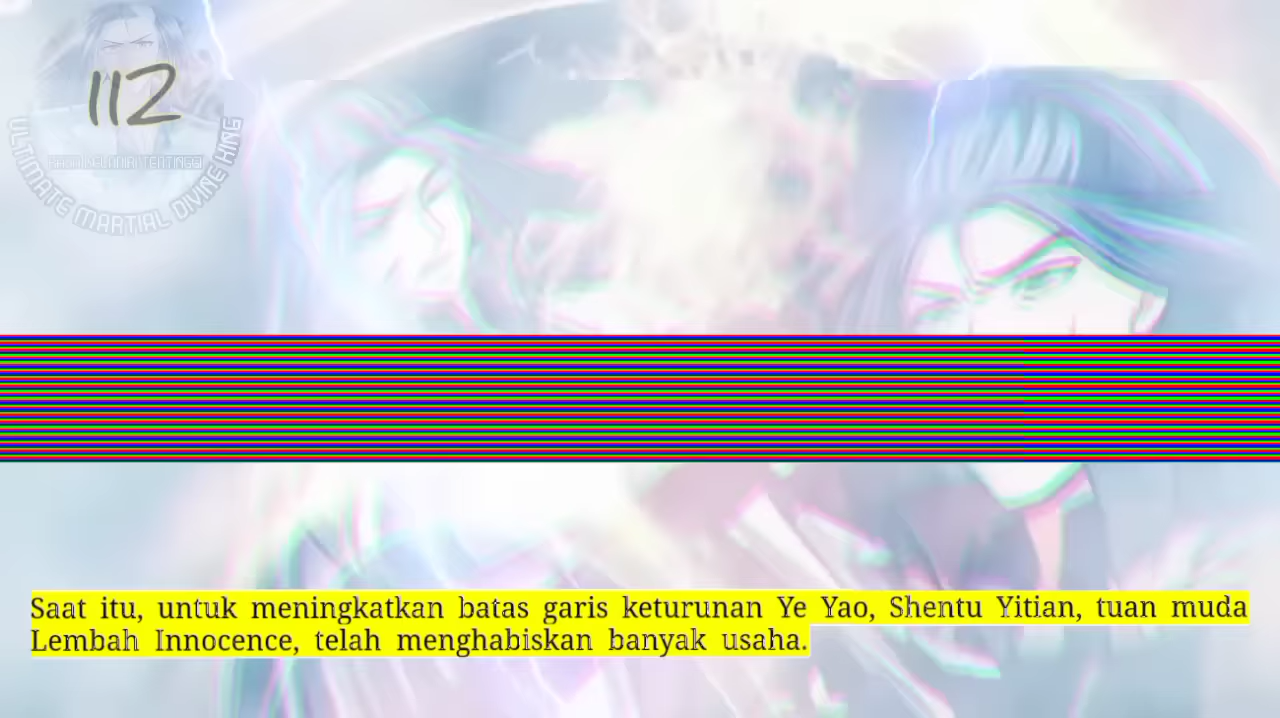 112
ULTIMATE MARTIAL DIVINE KING
Saat itu, untuk meningkatkan batas garis keturunan Ye Yao, Shentu Yitian, tuan muda
Lembah Innocence, telah menghabiskan banyak usaha.